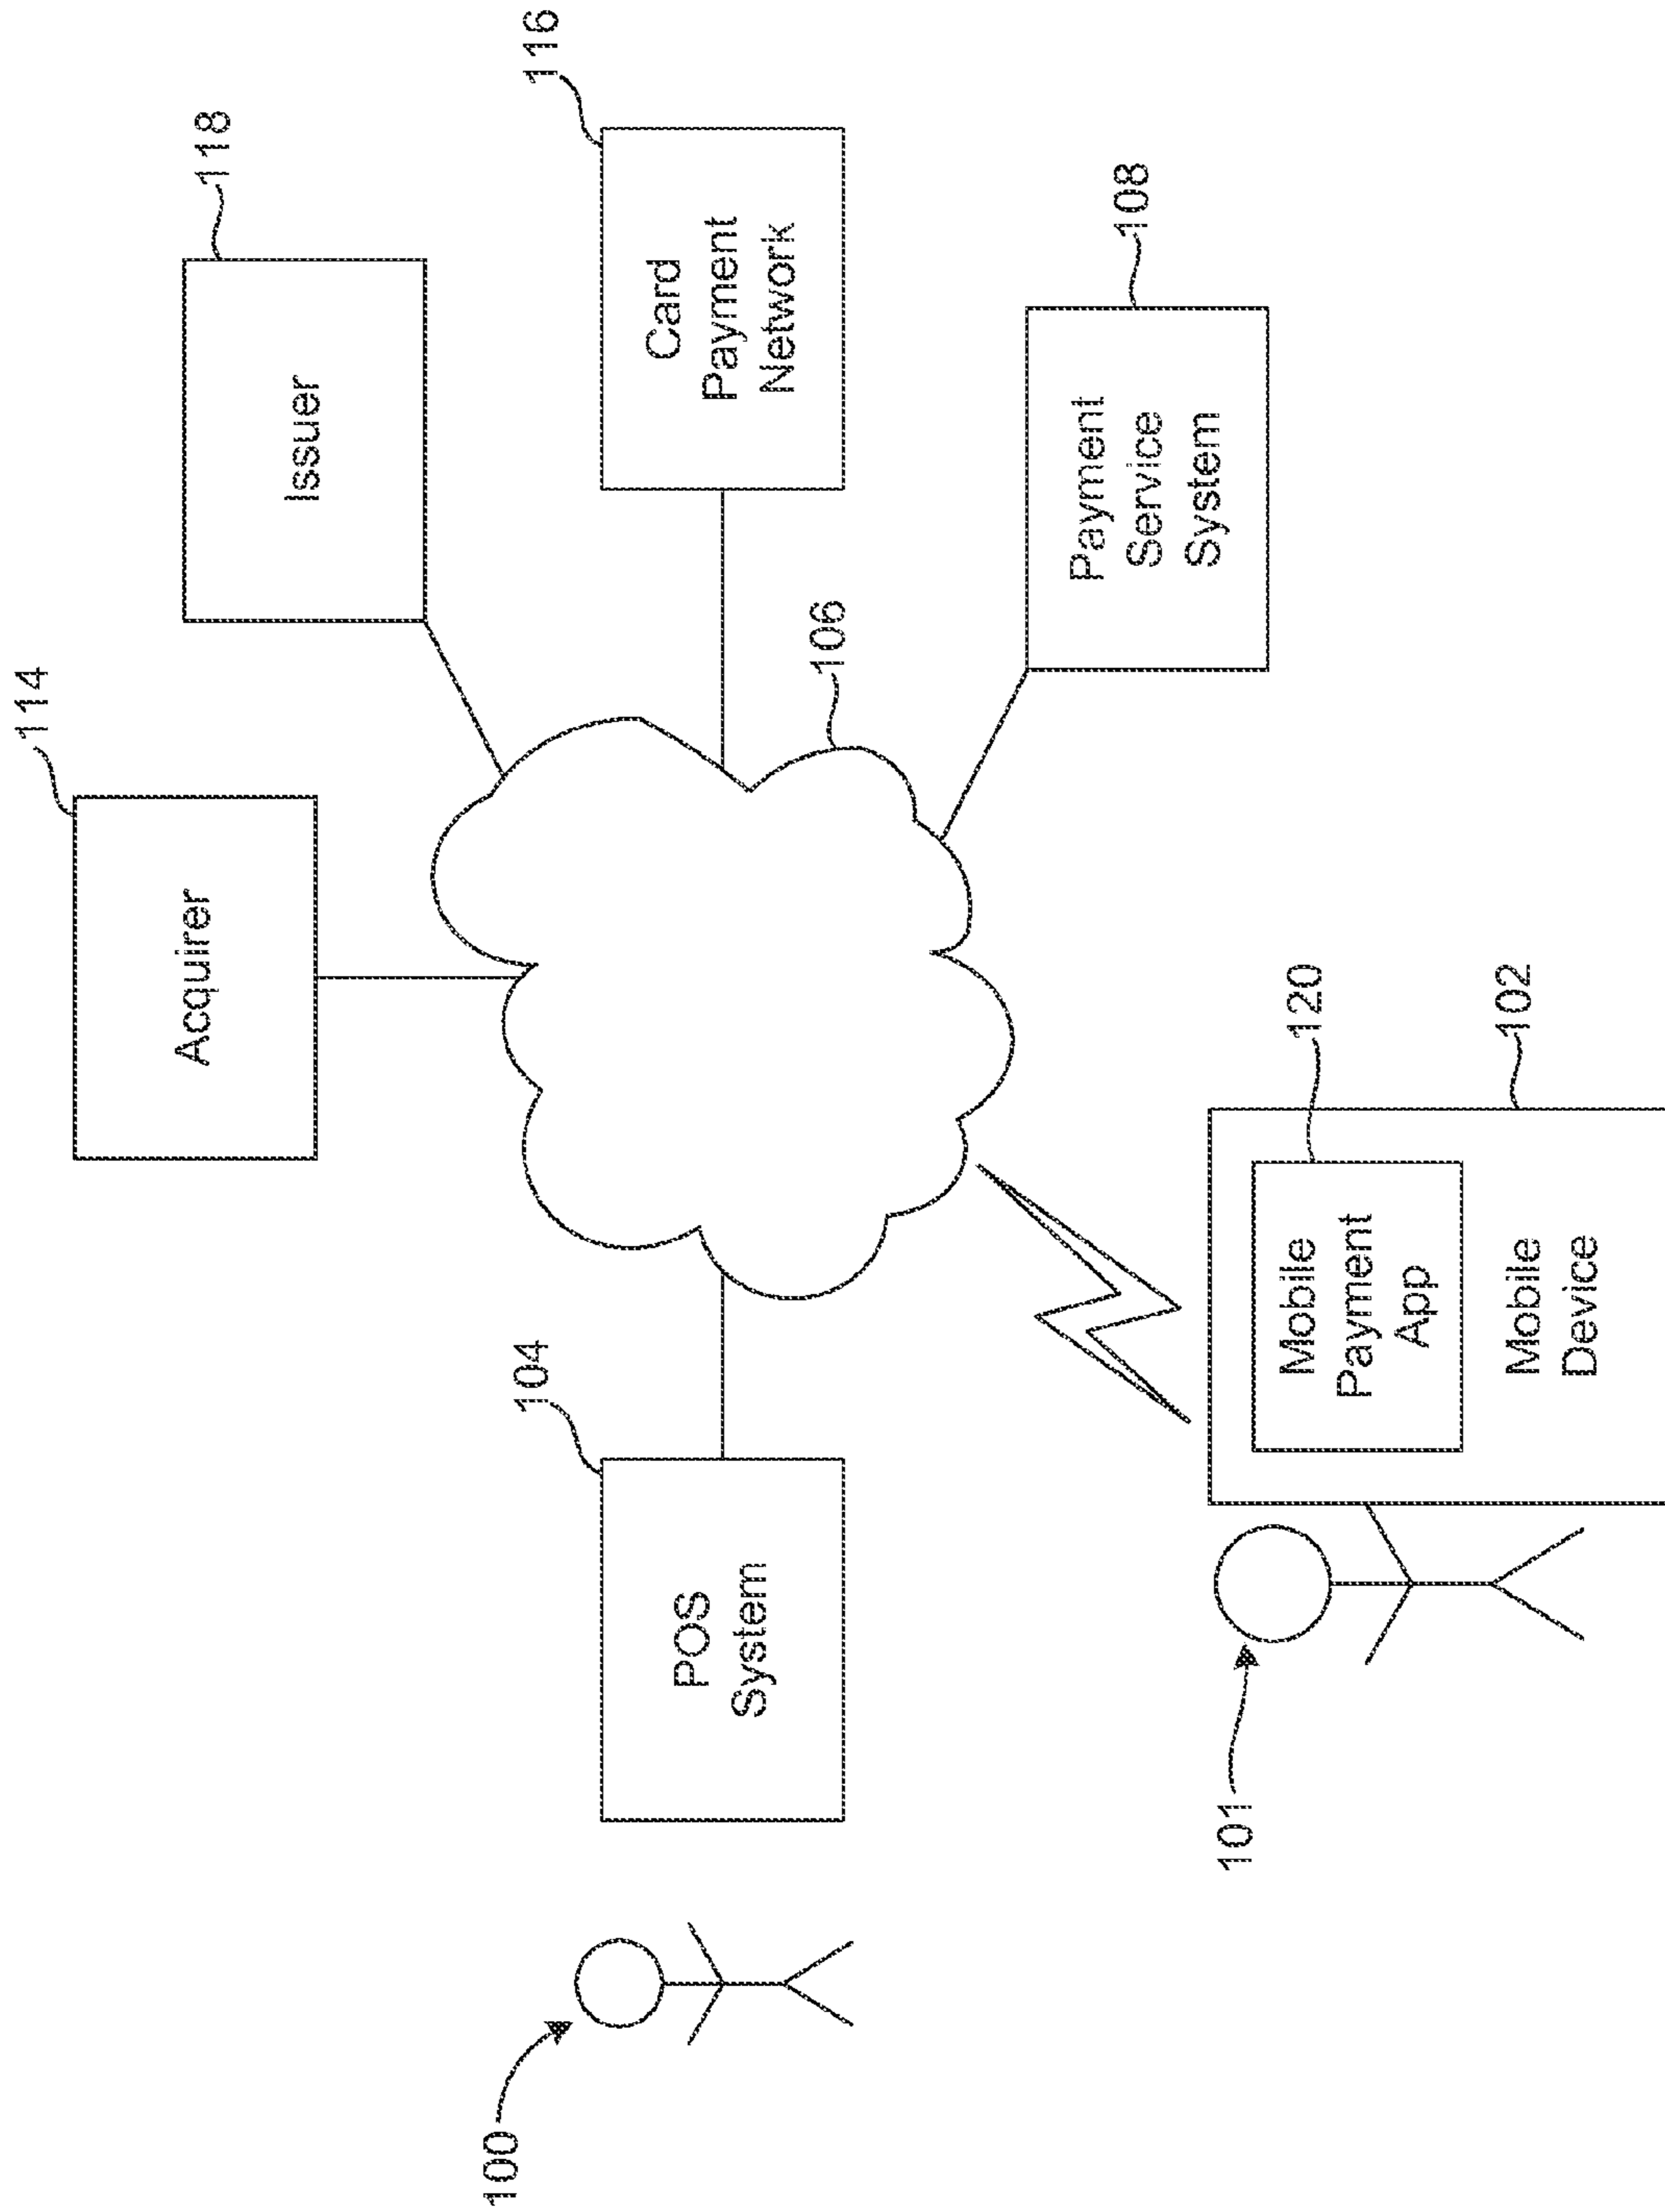 114
Acquirer
118
Issuer
116
Card
Payment
Network
104
POS
System
106
108
Payment
Service
System
100
101
120
Mobile
Payment
App
102
Mobile
Device